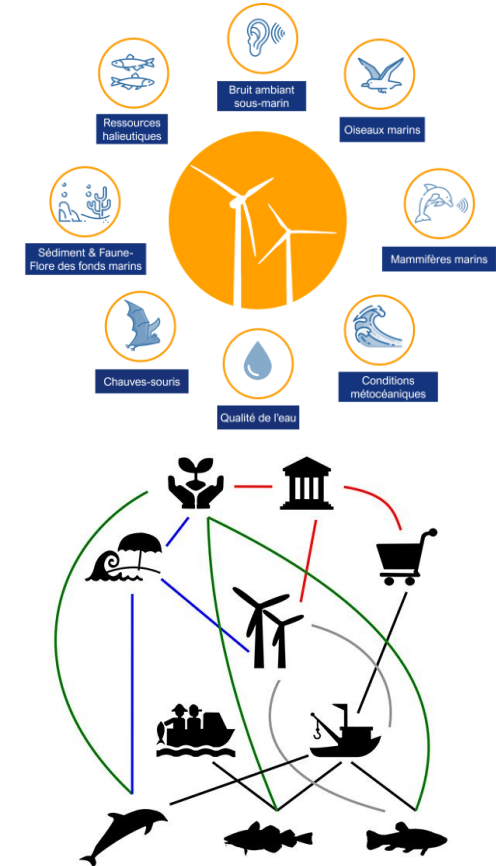 Bruit ambiant
sous-marin
Ressources
halieutiques
Oiseaux marins
Sédiment & Faune-
Flore des fonds marins
Mammifères marins
Chauves-souris
Conditions
métocéaniques
Qualité de l'eau